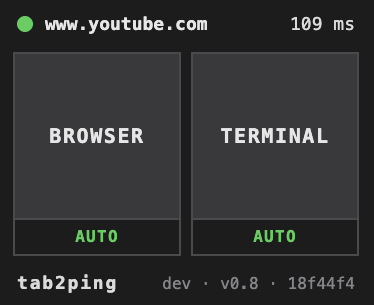 www.youtube.com 109 ms
BROWSER TERMINAL
AUTO AUTO
tab2ping dev · v0.8 · 18f44f4